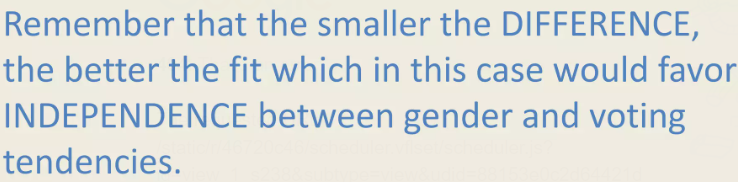 Remember that the smaller the DIFFERENCE,
the better the fit which in this case would favor
INDEPENDENCE between gender and voting
tendencies.